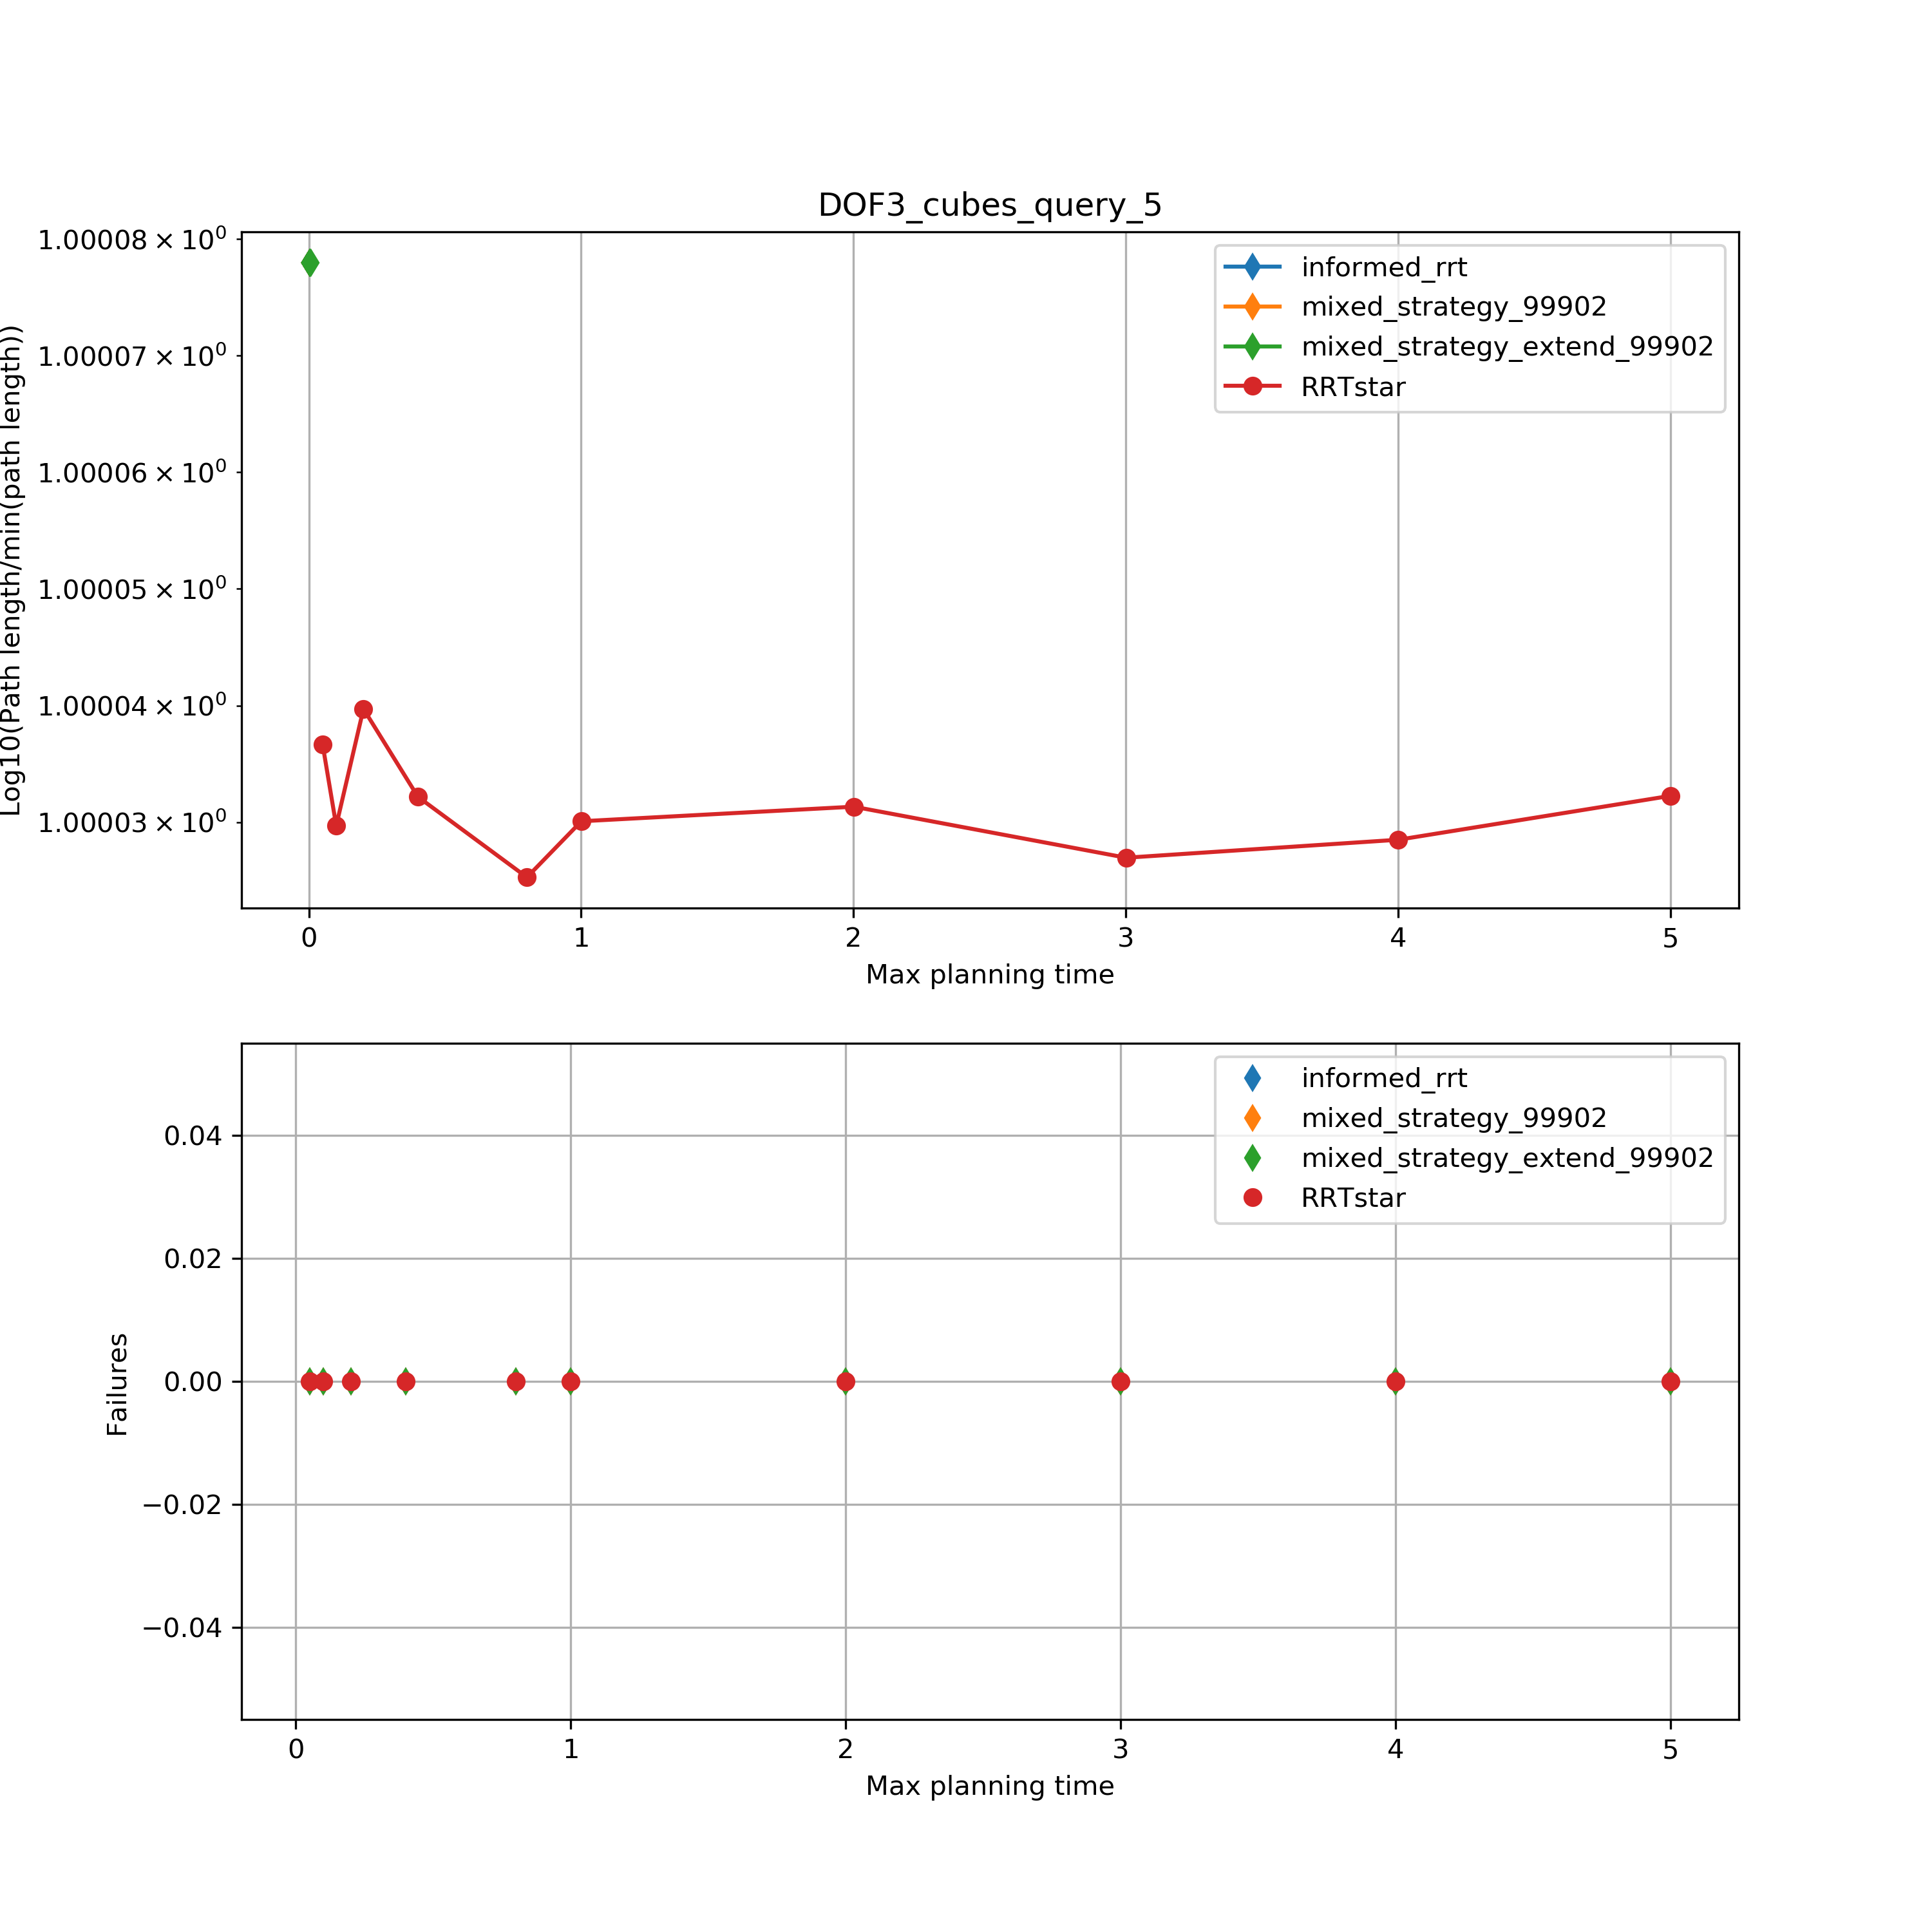 DOF3_cubes_query_5
Log10(Path length/min(path length))
1.00008 × 10⁰
1.00007 × 10⁰
1.00006 × 10⁰
1.00005 × 10⁰
1.00004 × 10⁰
1.00003 × 10⁰
informed_rrt
mixed_strategy_99902
mixed_strategy_extend_99902
RRTstar
0 1 2 3 4 5
Max planning time
Failures
0.04
0.02
0.00
−0.02
−0.04
informed_rrt
mixed_strategy_99902
mixed_strategy_extend_99902
RRTstar
0 1 2 3 4 5
Max planning time